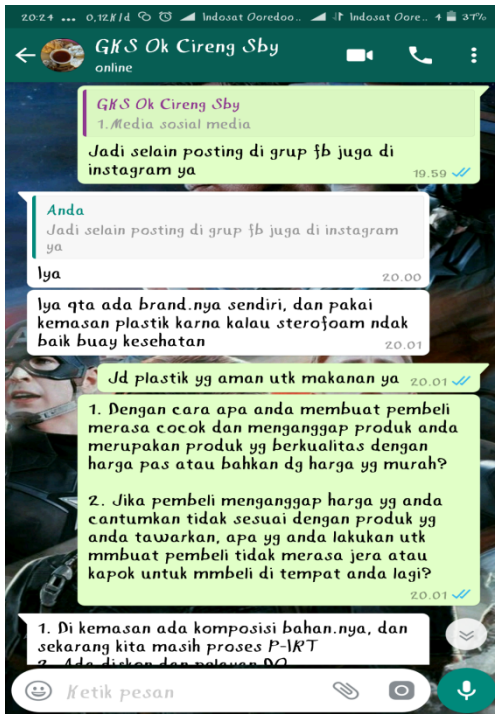 20:24 ... 0,12K/d Indosat Ooredoo.. Indosat Oore.. 4 37%
GKS Ok Cireng Sby
online
GKS Ok Cireng Sby
1.Media sosial media
Jadi selain posting di grup fb juga di
instagram ya
19.59
Anda
Jadi selain posting di grup fb juga di instagram
ya
Iya
20.00
Iya qta ada brand.nya sendiri, dan pakai
kemasan plastik karna kalau sterofoam ndak
baik buay kesehatan
20.01
Jd plastik yg aman utk makanan ya 20.01
1. Dengan cara apa anda membuat pembeli
merasa cocok dan menganggap produk anda
merupakan produk yg berkualitas dengan
harga pas atau bahkan dg harga yg murah?
2. Jika pembeli menganggap harga yg anda
cantumkan tidak sesuai dengan produk yg
anda tawarkan, apa yg anda lakukan utk
mmbuat pembeli tidak merasa jera atau
kapok untuk mmbeli di tempat anda lagi?
20.01
1. Di kemasan ada komposisi bahan.nya, dan
sekarang kita masih proses P-IRT
2. Ada diskon dan
Ketik pesan